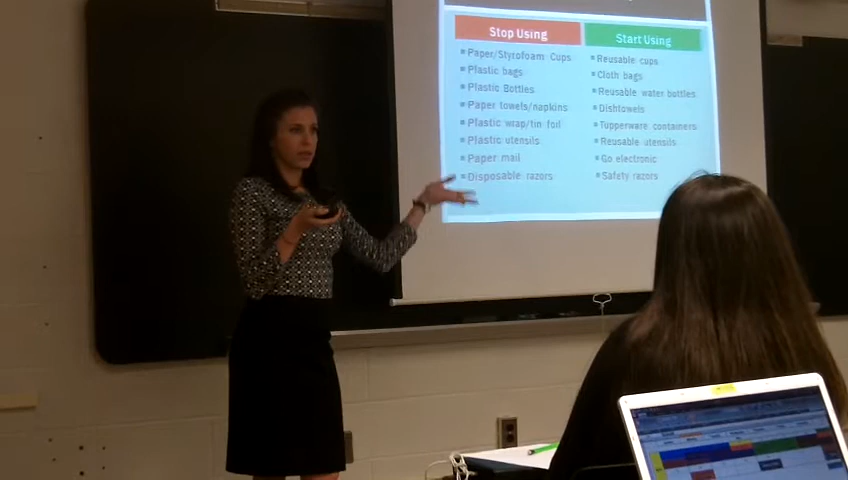 Stop Using
Start Using
Paper/Styrofoam Cups
Plastic bags
Plastic Bottles
Paper towels/napkins
Plastic wrap/tin foil
Plastic utensils
Paper mail
Disposable razors
Reusable cups
Cloth bags
Reusable water bottles
Dishtowels
Tupperware containers
Reusable utensils
Go electronic
Safety razors